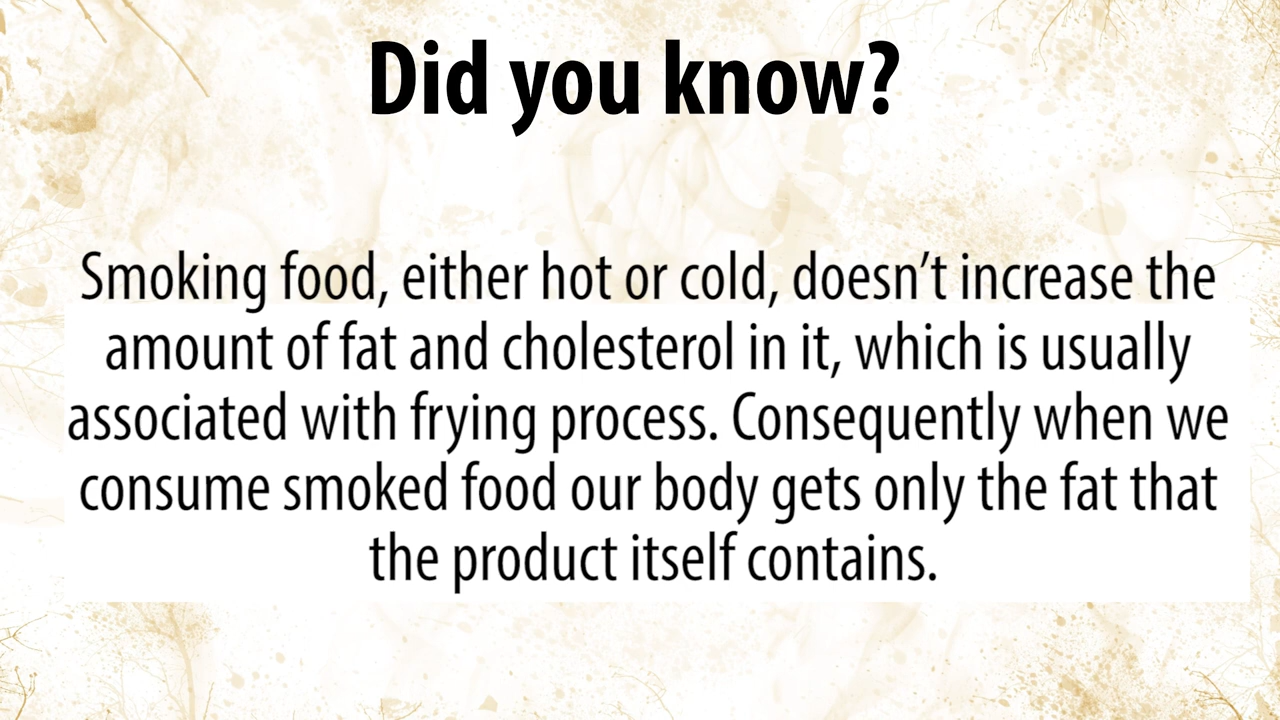 Did you know?
Smoking food, either hot or cold, doesn’t increase the
amount of fat and cholesterol in it, which is usually
associated with frying process. Consequently when we
consume smoked food our body gets only the fat that
the product itself contains.